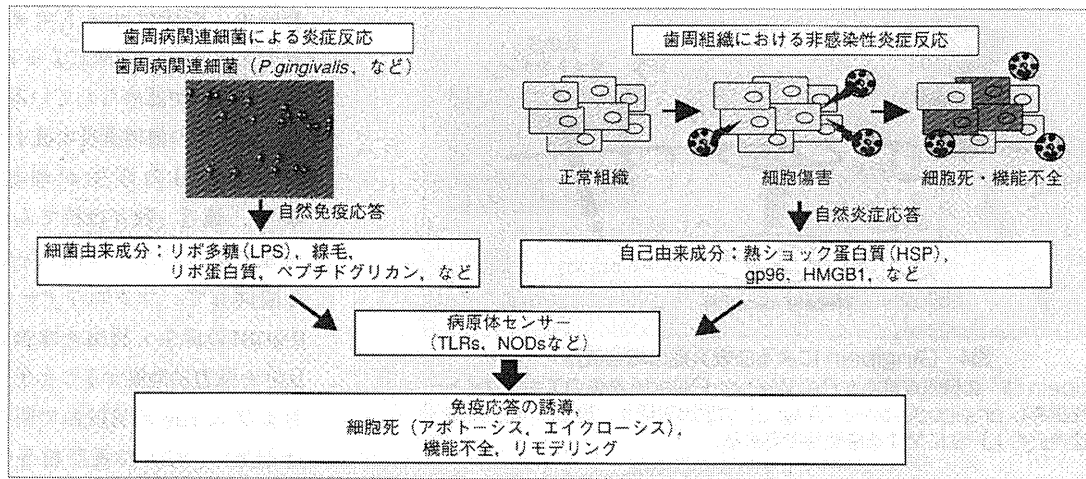 歯周病関連細菌による炎症反応
歯周病関連細菌（P.gingivalis、など）
自然免疫応答
細菌由来成分：リポ多糖（LPS）、線毛、
リポ蛋白質、ペプチドグリカン、など
歯周組織における非感染性炎症反応
正常組織
細胞傷害
細胞死・機能不全
自然炎症応答
自己由来成分：熱ショック蛋白質（HSP）、
gp96、HMGB1、など
病原体センサー
（TLRs、NODsなど）
免疫応答の誘導、
細胞死（アポトーシス、エイクローシス）、
機能不全、リモデリング